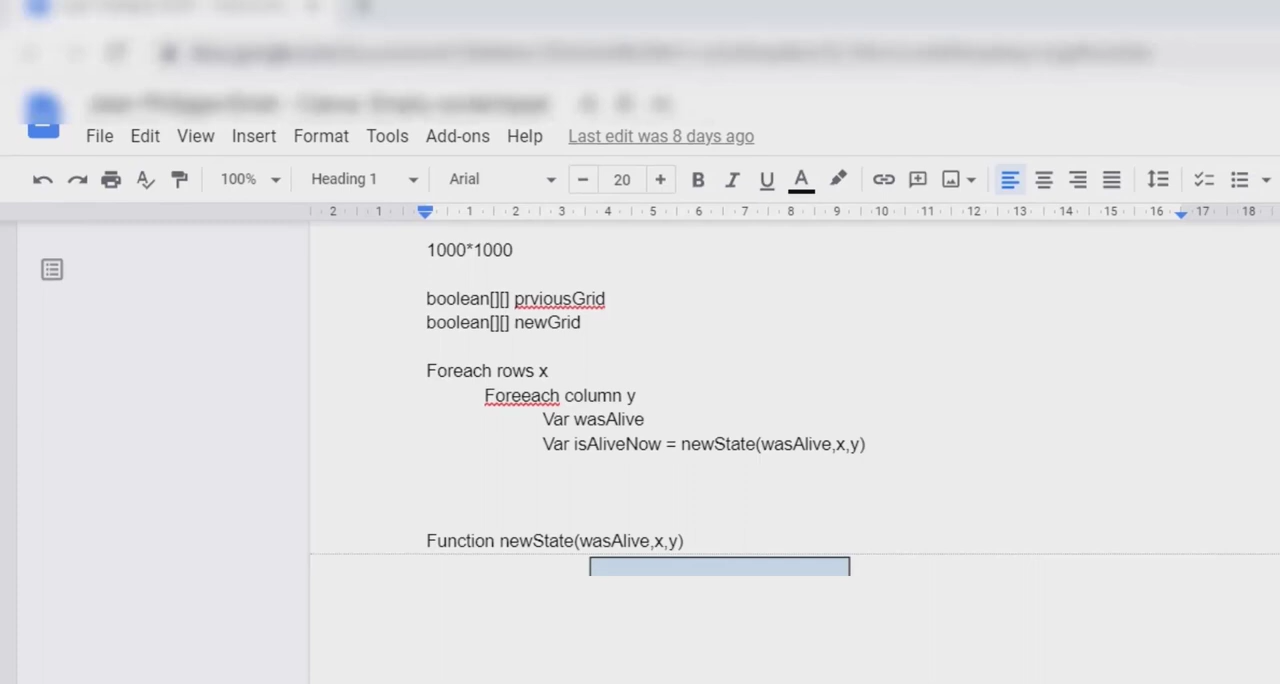 File Edit View Insert Format Tools Add-ons Help Last edit was 8 days ago
100% Heading 1 Arial 20 B I U A
2 1 1 2 3 4 5 6 7 8 9 10 11 12 13 14 15 16 17 18
1000*1000
boolean[][] prviousGrid
boolean[][] newGrid
Foreach rows x
Foreeach column y
Var wasAlive
Var isAliveNow = newState(wasAlive,x,y)
Function newState(wasAlive,x,y)